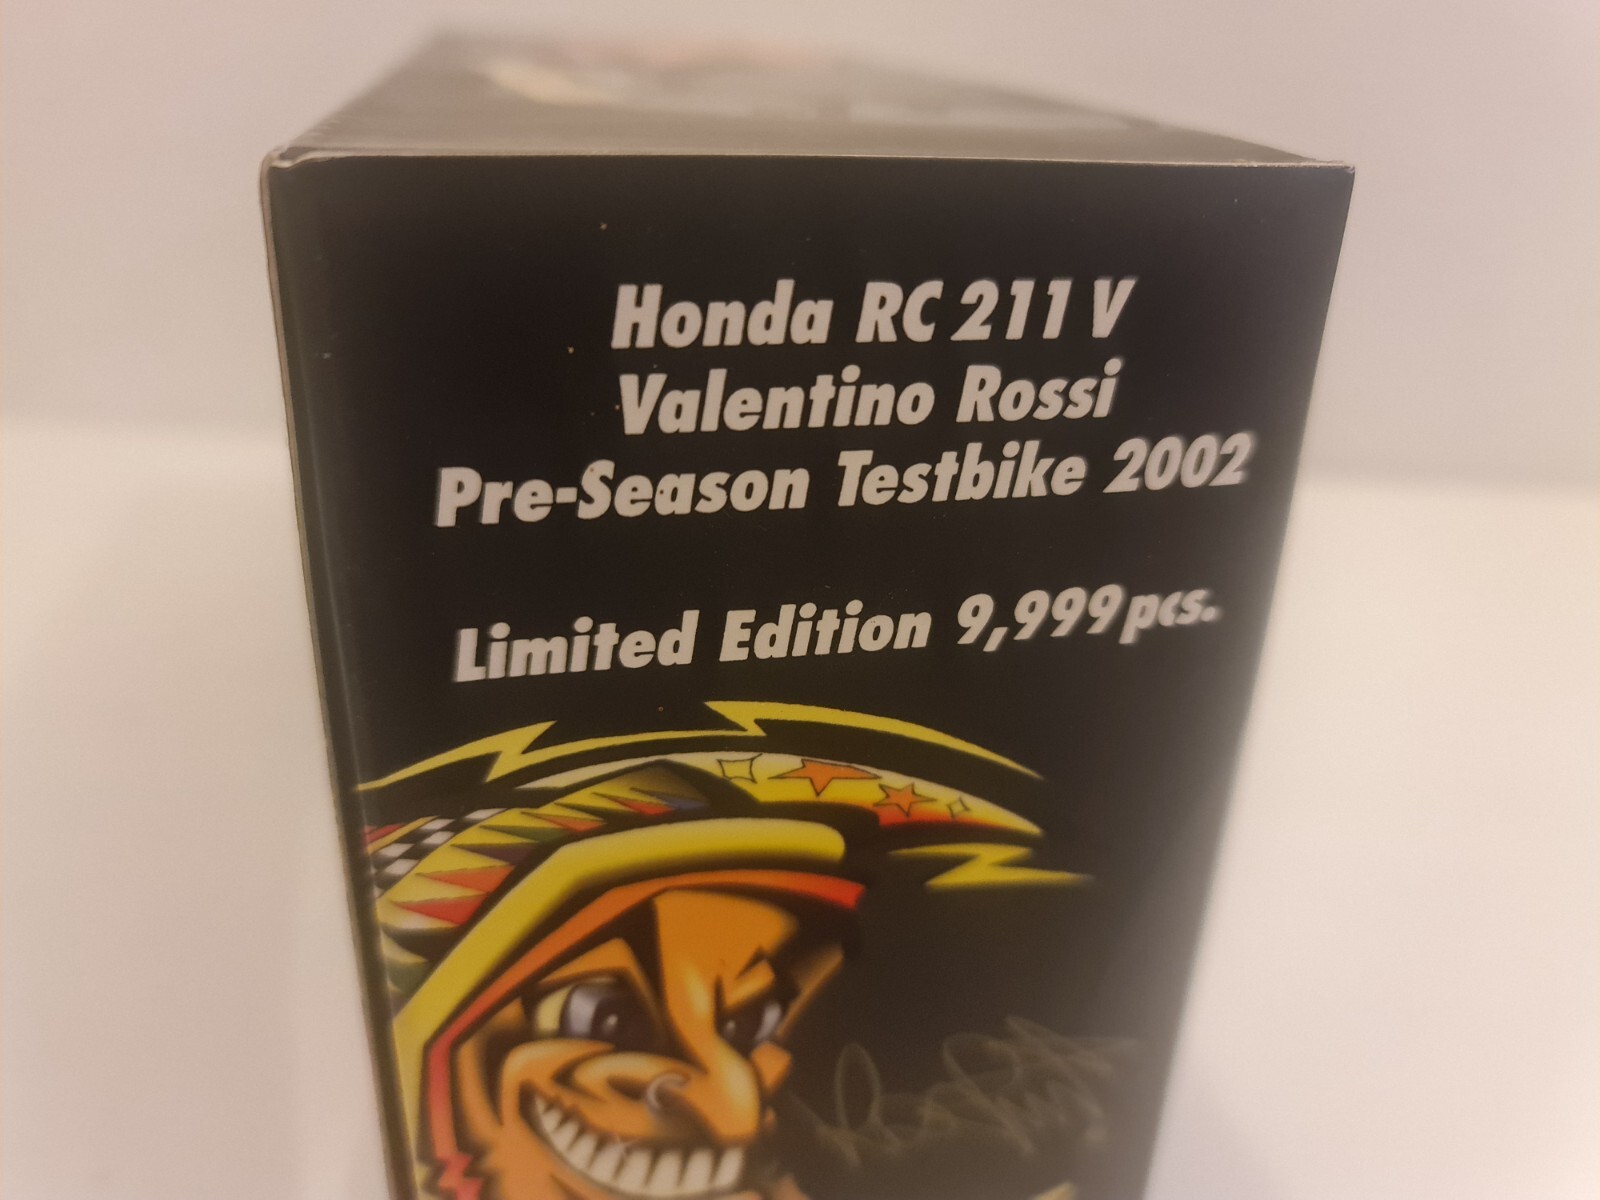 Honda RC 211 V
Valentino Rossi
Pre-Season Testbike 2002
Limited Edition 9,999 pcs.